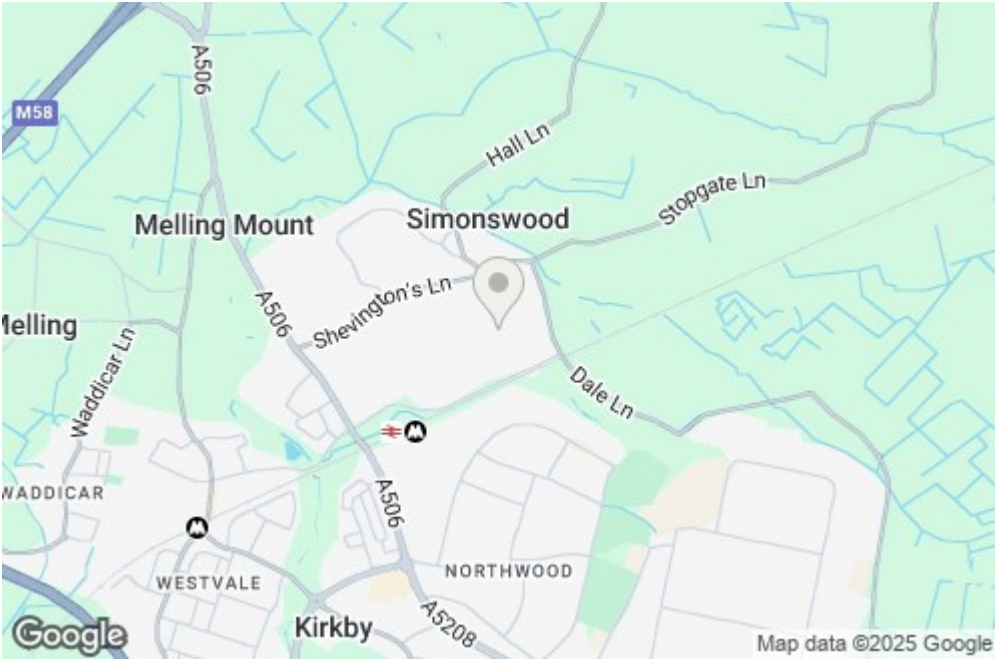 A506
M58
Hall Ln
Stopgate Ln
Melling Mount
Simonswood
Shevington's Ln
A506
Melling
Waddicar Ln
Dale Ln
WADDICAR
A506
NORTHWOOD
WESTVALE
Kirkby
A5208
Google
Map data ©2025 Google